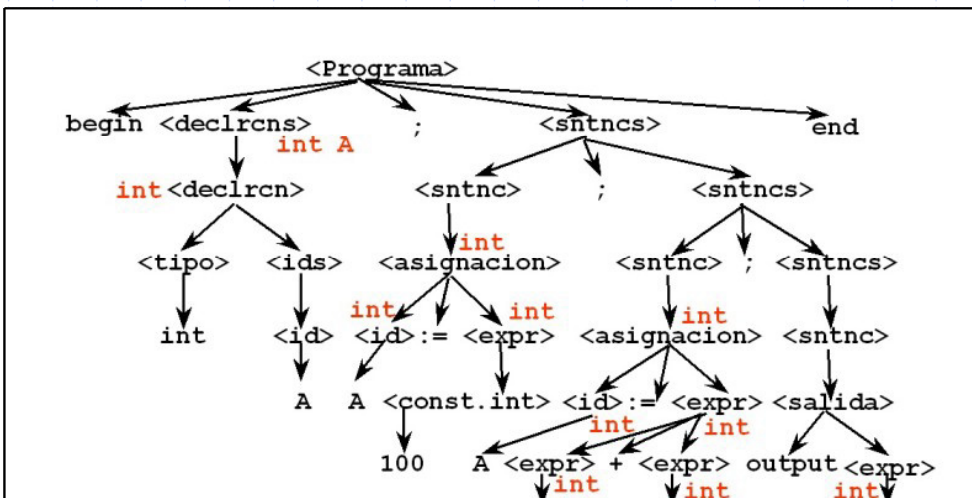 <Programa>
begin <declrcns> ; <sntncs> end
int A
int <declrcn> <sntnc> ; <sntncs>
int
<tipo> <ids> <asignacion> <sntnc> ; <sntncs>
int int int
int <id> <id>:= <expr> <asignacion> <sntnc>
A A <const.int> <id>:= <expr> <salida>
int int
100 A <expr> + <expr> output <expr>
int int int